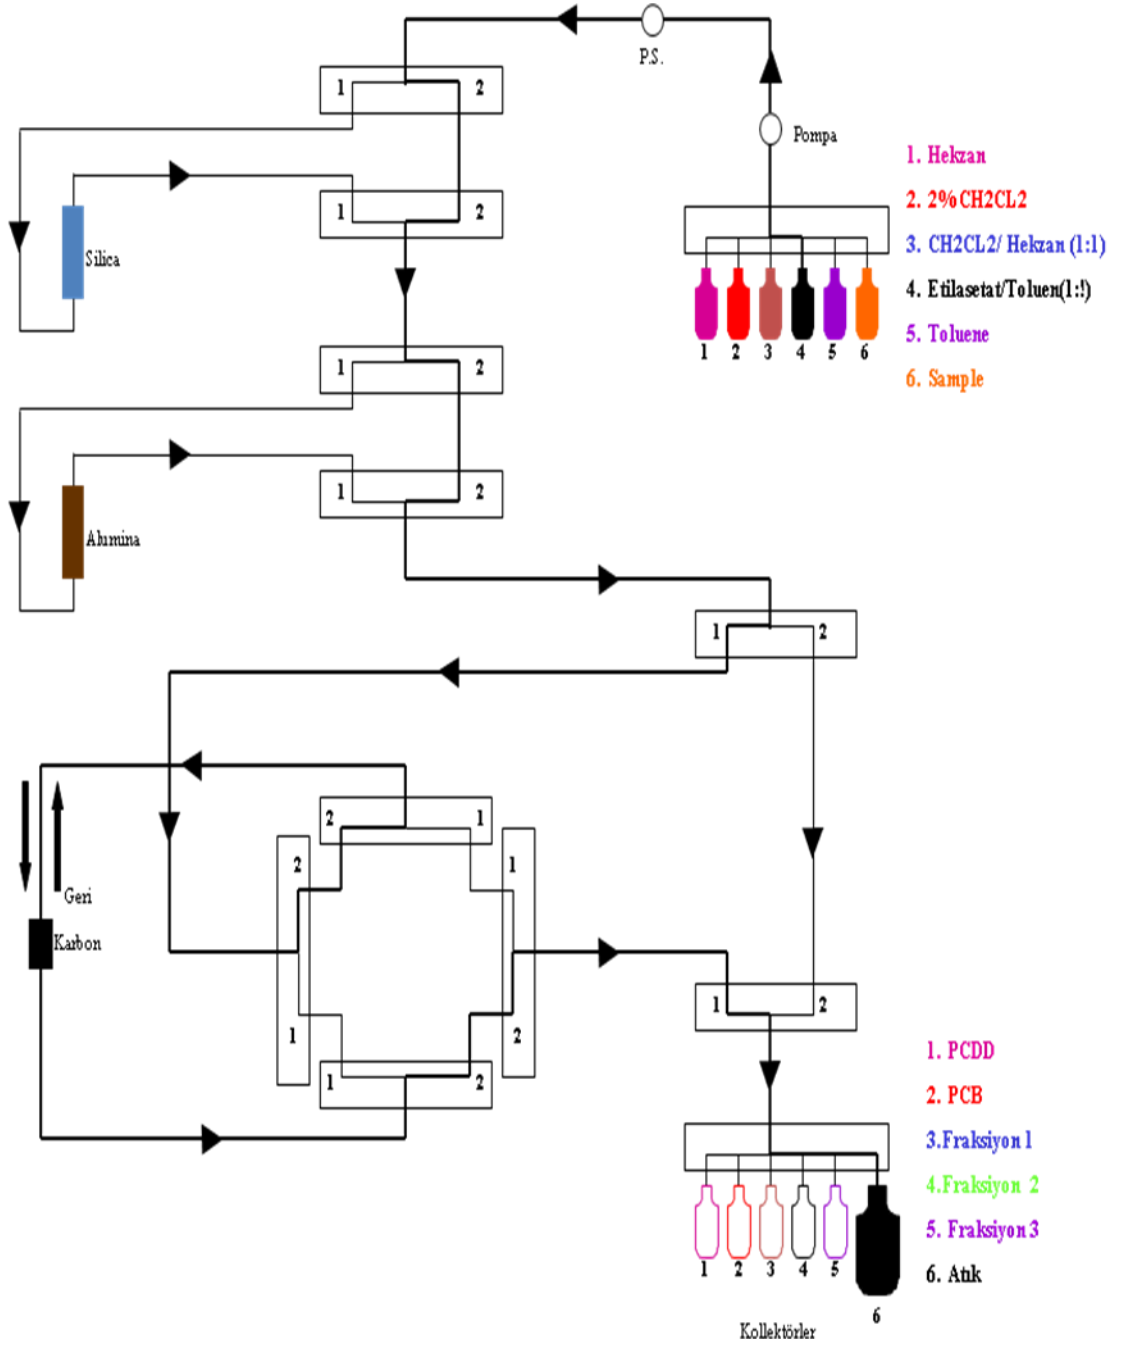 P.S.
1 2
Pompa
1. Hekzan
2. 2% CH2CL2
3. CH2CL2/ Hekzan (1:1)
4. Etilasetat/Toluen(1:!)
5. Toluene
6. Sample
1 2
Silica
1 2 3 4 5 6
1 2
1 2
Alumina
1 2
2 1
2
1
Geri
Karbon
1 2
1
2
1 2
1. PCDD
2. PCB
3.Fraksiyon 1
4.Fraksiyon 2
5. Fraksiyon 3
6. Atık
1 2 3 4 5
6
Kollektörler